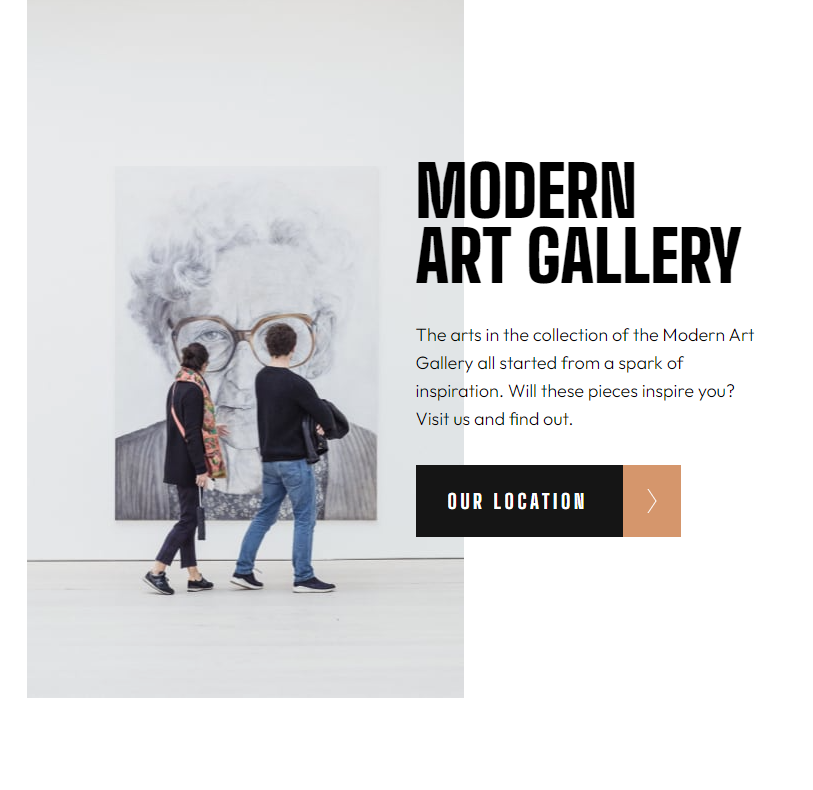 MODERN
ART GALLERY
The arts in the collection of the Modern Art
Gallery all started from a spark of
inspiration. Will these pieces inspire you?
Visit us and find out.
OUR LOCATION